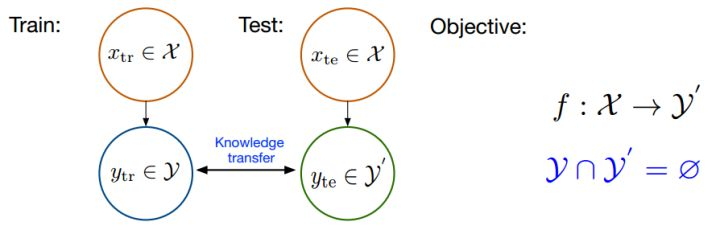 Train:
Test:
Objective:
x_tr ∈ 𝒳
x_te ∈ 𝒳
f : 𝒳 → 𝒴′
Knowledge
transfer
y_tr ∈ 𝒴
y_te ∈ 𝒴′
𝒴 ∩ 𝒴′ = ∅